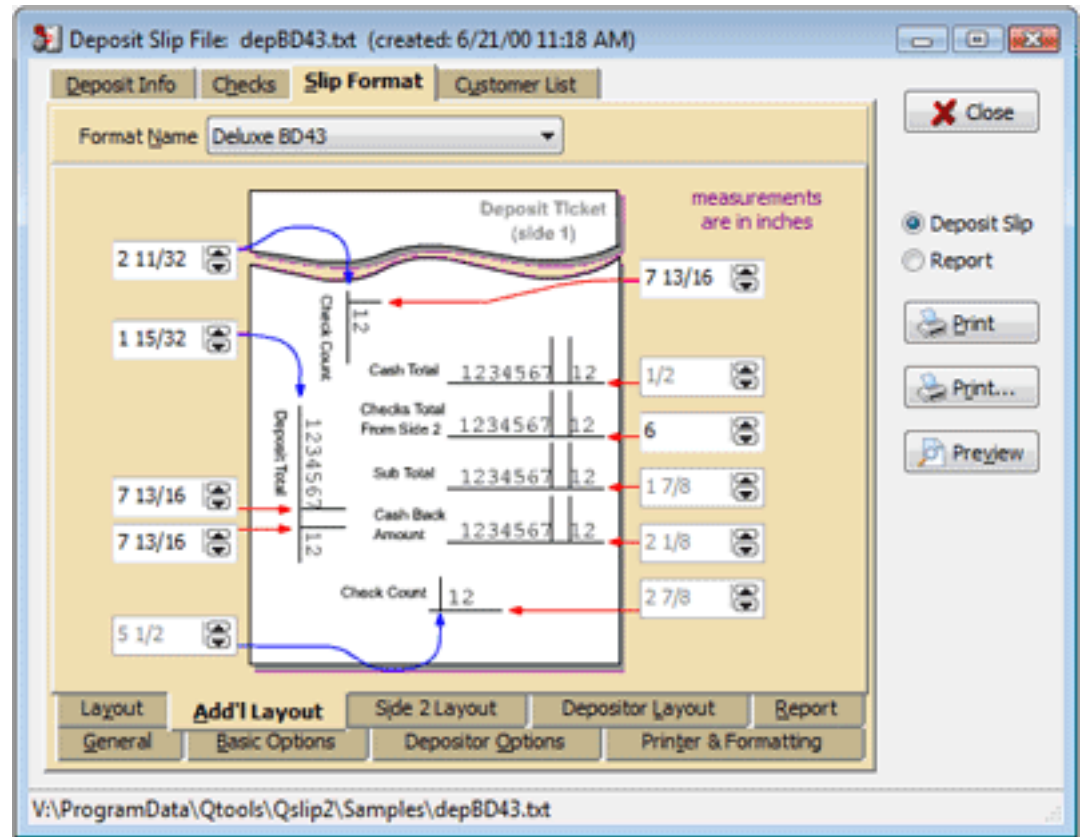 Deposit Slip File: depBD43.txt (created: 6/21/00 11:18 AM)
Deposit Info Checks Slip Format Customer List
Close
Format Name Deluxe BD43
Deposit Ticket
(side 1)
measurements
are in inches
Deposit Slip
Report
2 11/32
7 13/16
Check Count
12
Print
1 15/32
Cash Total 1234567 12
1/2
Print...
Checks Total
From Side 2 1234567 12
6
Deposit Total
1234567 12
Preview
Sub Total 1234567 12
1 7/8
7 13/16
Cash Back
Amount 1234567 12
7 13/16
2 1/8
Check Count 12
2 7/8
5 1/2
Layout Add'l Layout Side 2 Layout Depositor Layout Report
General Basic Options Depositor Options Printer & Formatting
V:\ProgramData\Qtools\Qslip2\Samples\depBD43.txt